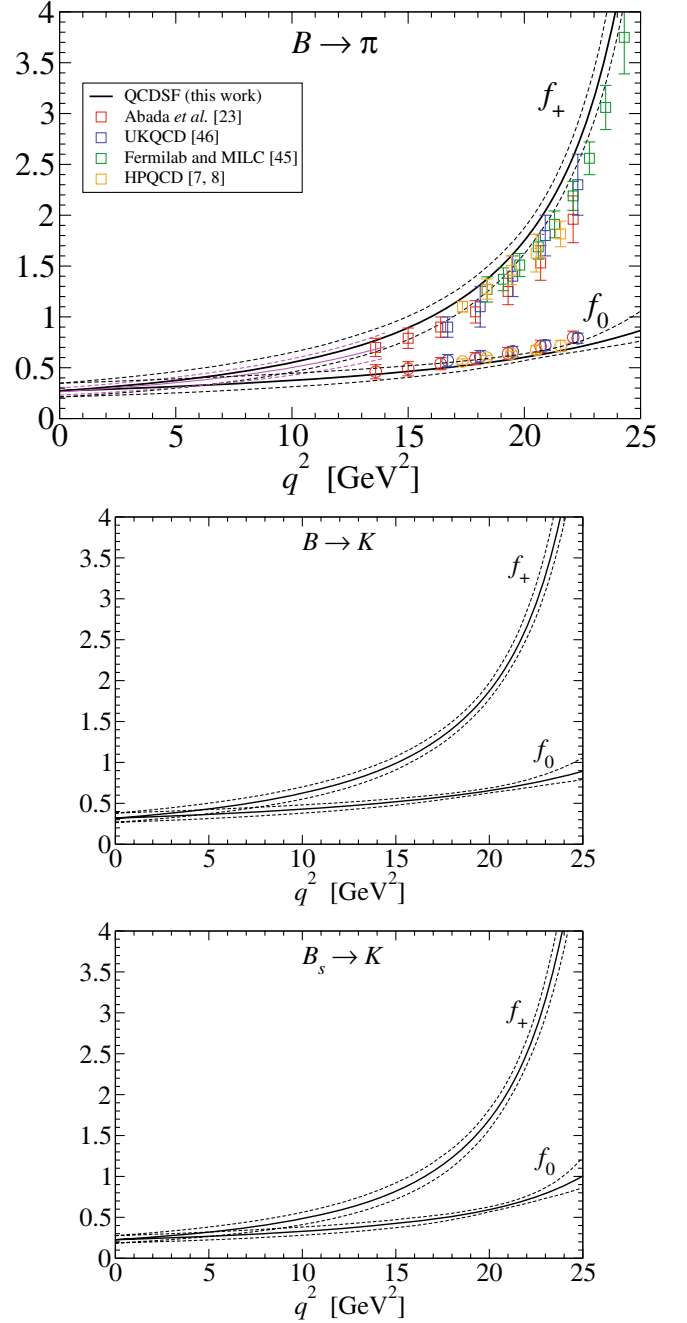 4
3.5
3
2.5
2
1.5
1
0.5
0
B → π
QCDSF (this work)
Abada et al. [23]
UKQCD [46]
Fermilab and MILC [45]
HPQCD [7, 8]
f+
f0
0 5 10 15 20 25
q² [GeV²]
4
3.5
3
2.5
2
1.5
1
0.5
0
B → K
f+
f0
0 5 10 15 20 25
q² [GeV²]
4
3.5
3
2.5
2
1.5
1
0.5
0
Bs → K
f+
f0
0 5 10 15 20 25
q² [GeV²]